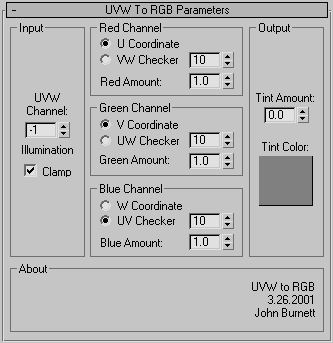 - UVW To RGB Parameters
Input
UVW
Channel:
-1
Illumination
Clamp
Red Channel
U Coordinate
VW Checker 10
Red Amount: 1.0
Green Channel
V Coordinate
UW Checker 10
Green Amount: 1.0
Blue Channel
W Coordinate
UV Checker 10
Blue Amount: 1.0
Output
Tint Amount:
0.0
Tint Color:
About
UVW to RGB
3.26.2001
John Burnett